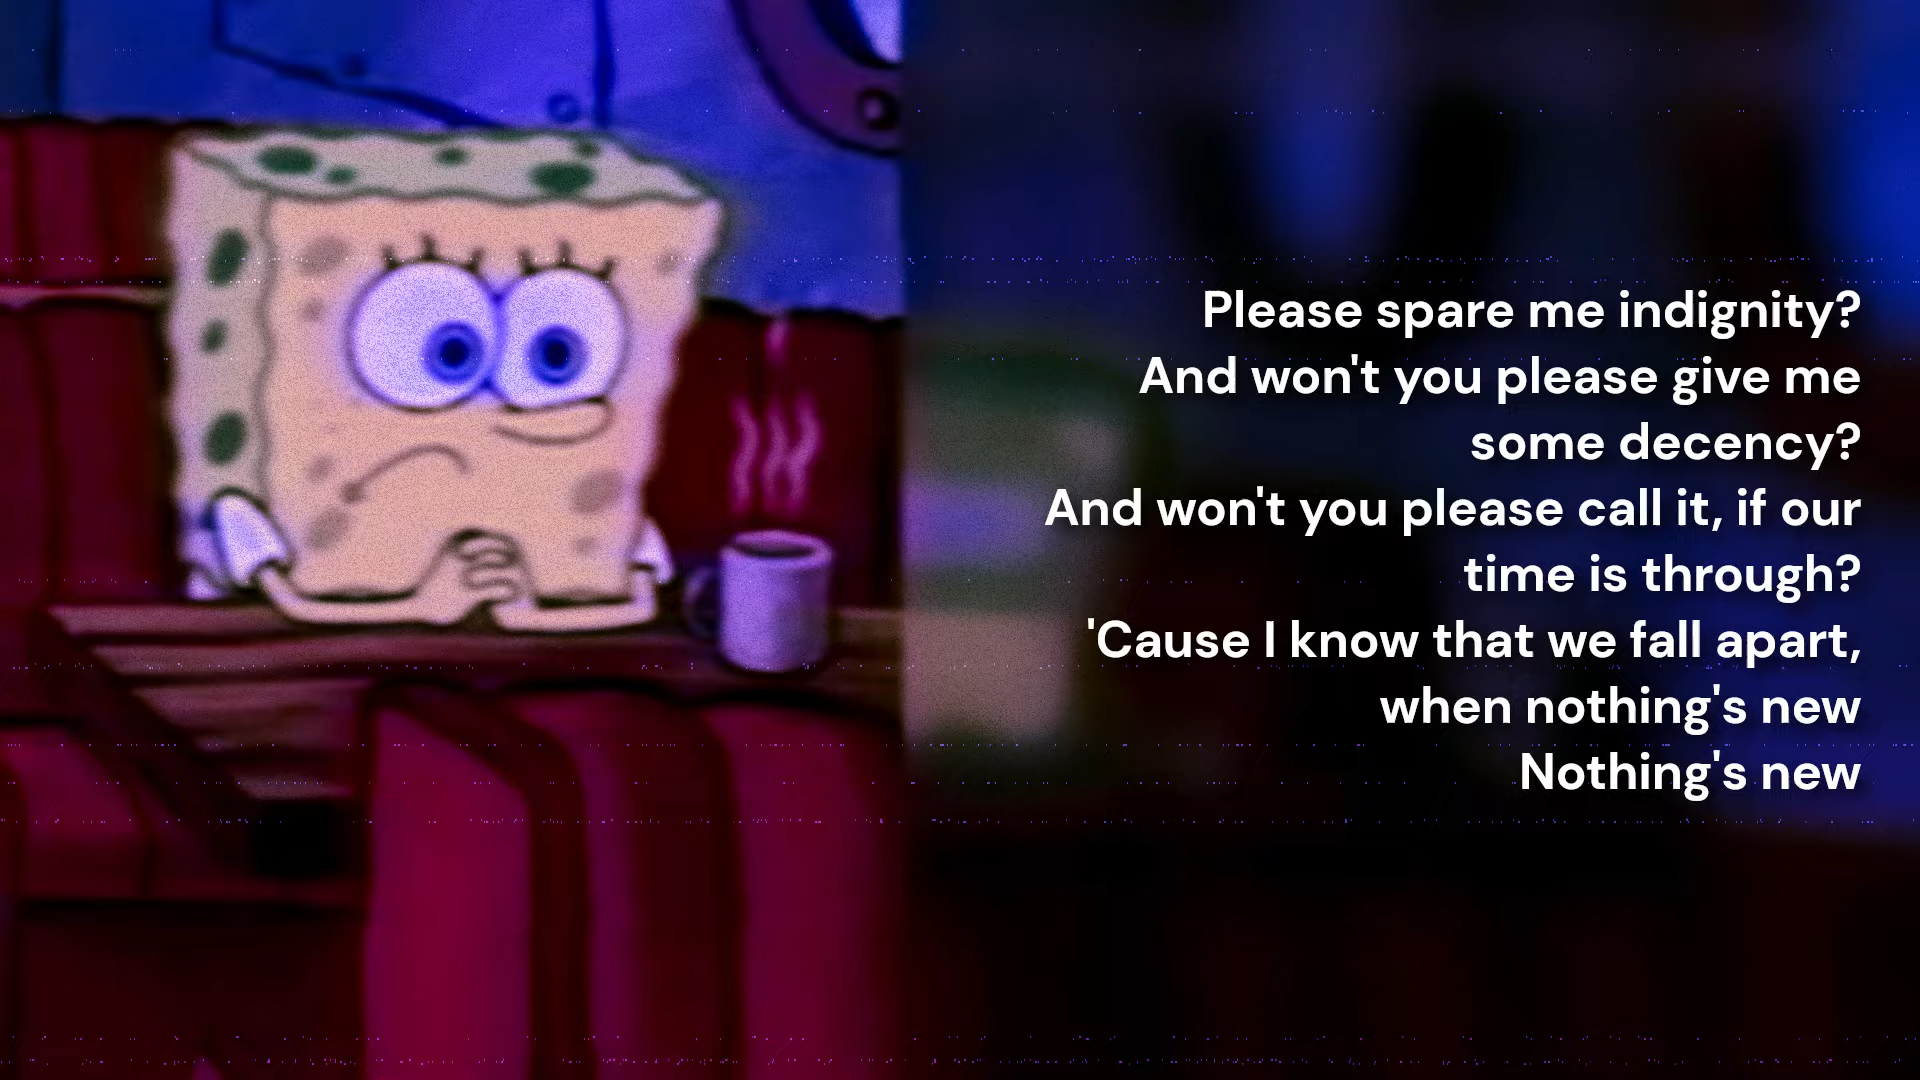 Please spare me indignity?
And won't you please give me
some decency?
And won't you please call it, if our
time is through?
'Cause I know that we fall apart,
when nothing's new
Nothing's new